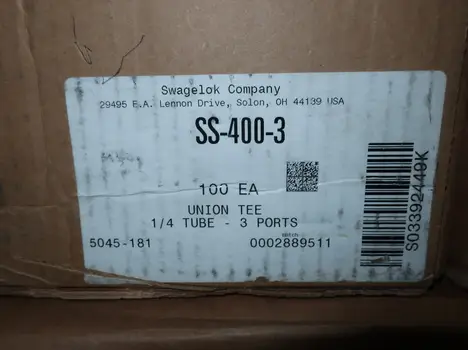 Swagelok Company
29495 F.A. Lennon Drive, Solon, OH 44139 USA
SS-400-3
100 EA
UNION TEE
1/4 TUBE - 3 PORTS
5045-181
0002889511
S03392449K